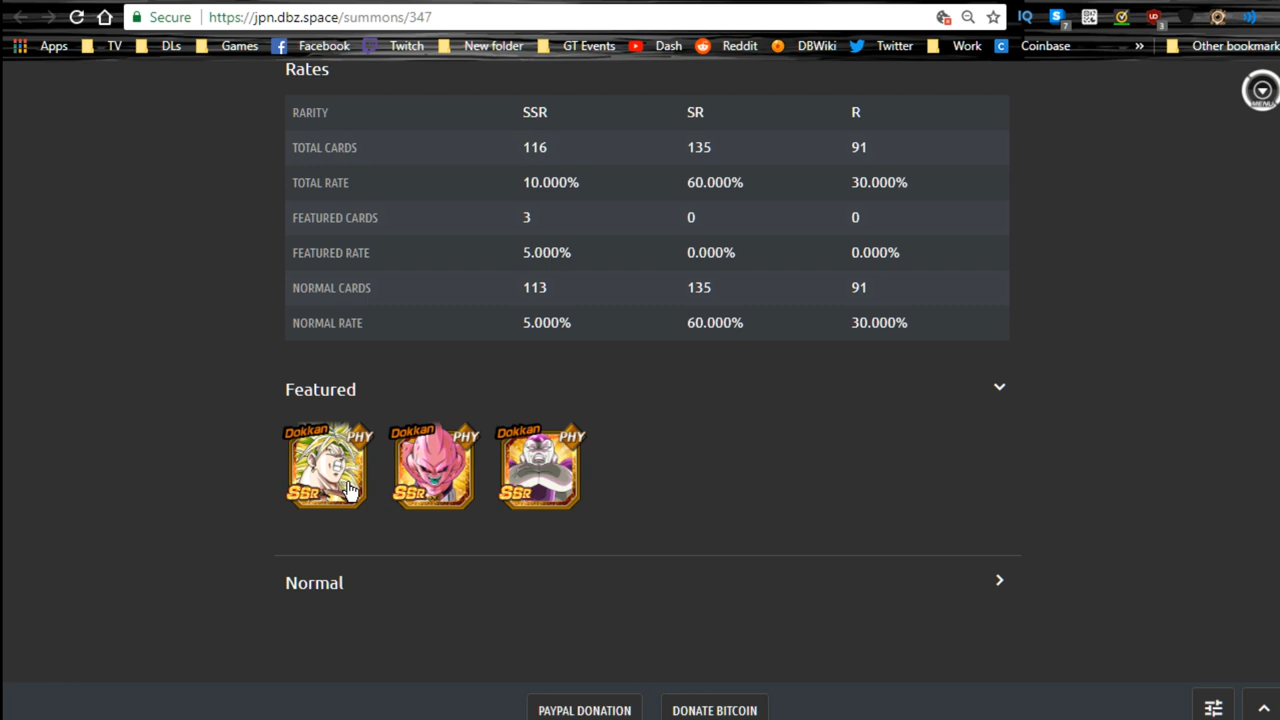 Secure https://jpn.dbz.space/summons/347
IQ 7 3
Apps TV DLs Games Facebook Twitch New folder GT Events Dash Reddit DBWiki Twitter Work Coinbase » Other bookmark
MENU
Rates
RARITY SSR SR R
TOTAL CARDS 116 135 91
TOTAL RATE 10.000% 60.000% 30.000%
FEATURED CARDS 3 0 0
FEATURED RATE 5.000% 0.000% 0.000%
NORMAL CARDS 113 135 91
NORMAL RATE 5.000% 60.000% 30.000%
Featured
Dokkan PHY Dokkan PHY Dokkan PHY
SSR SSR SSR
Normal
PAYPAL DONATION DONATE BITCOIN